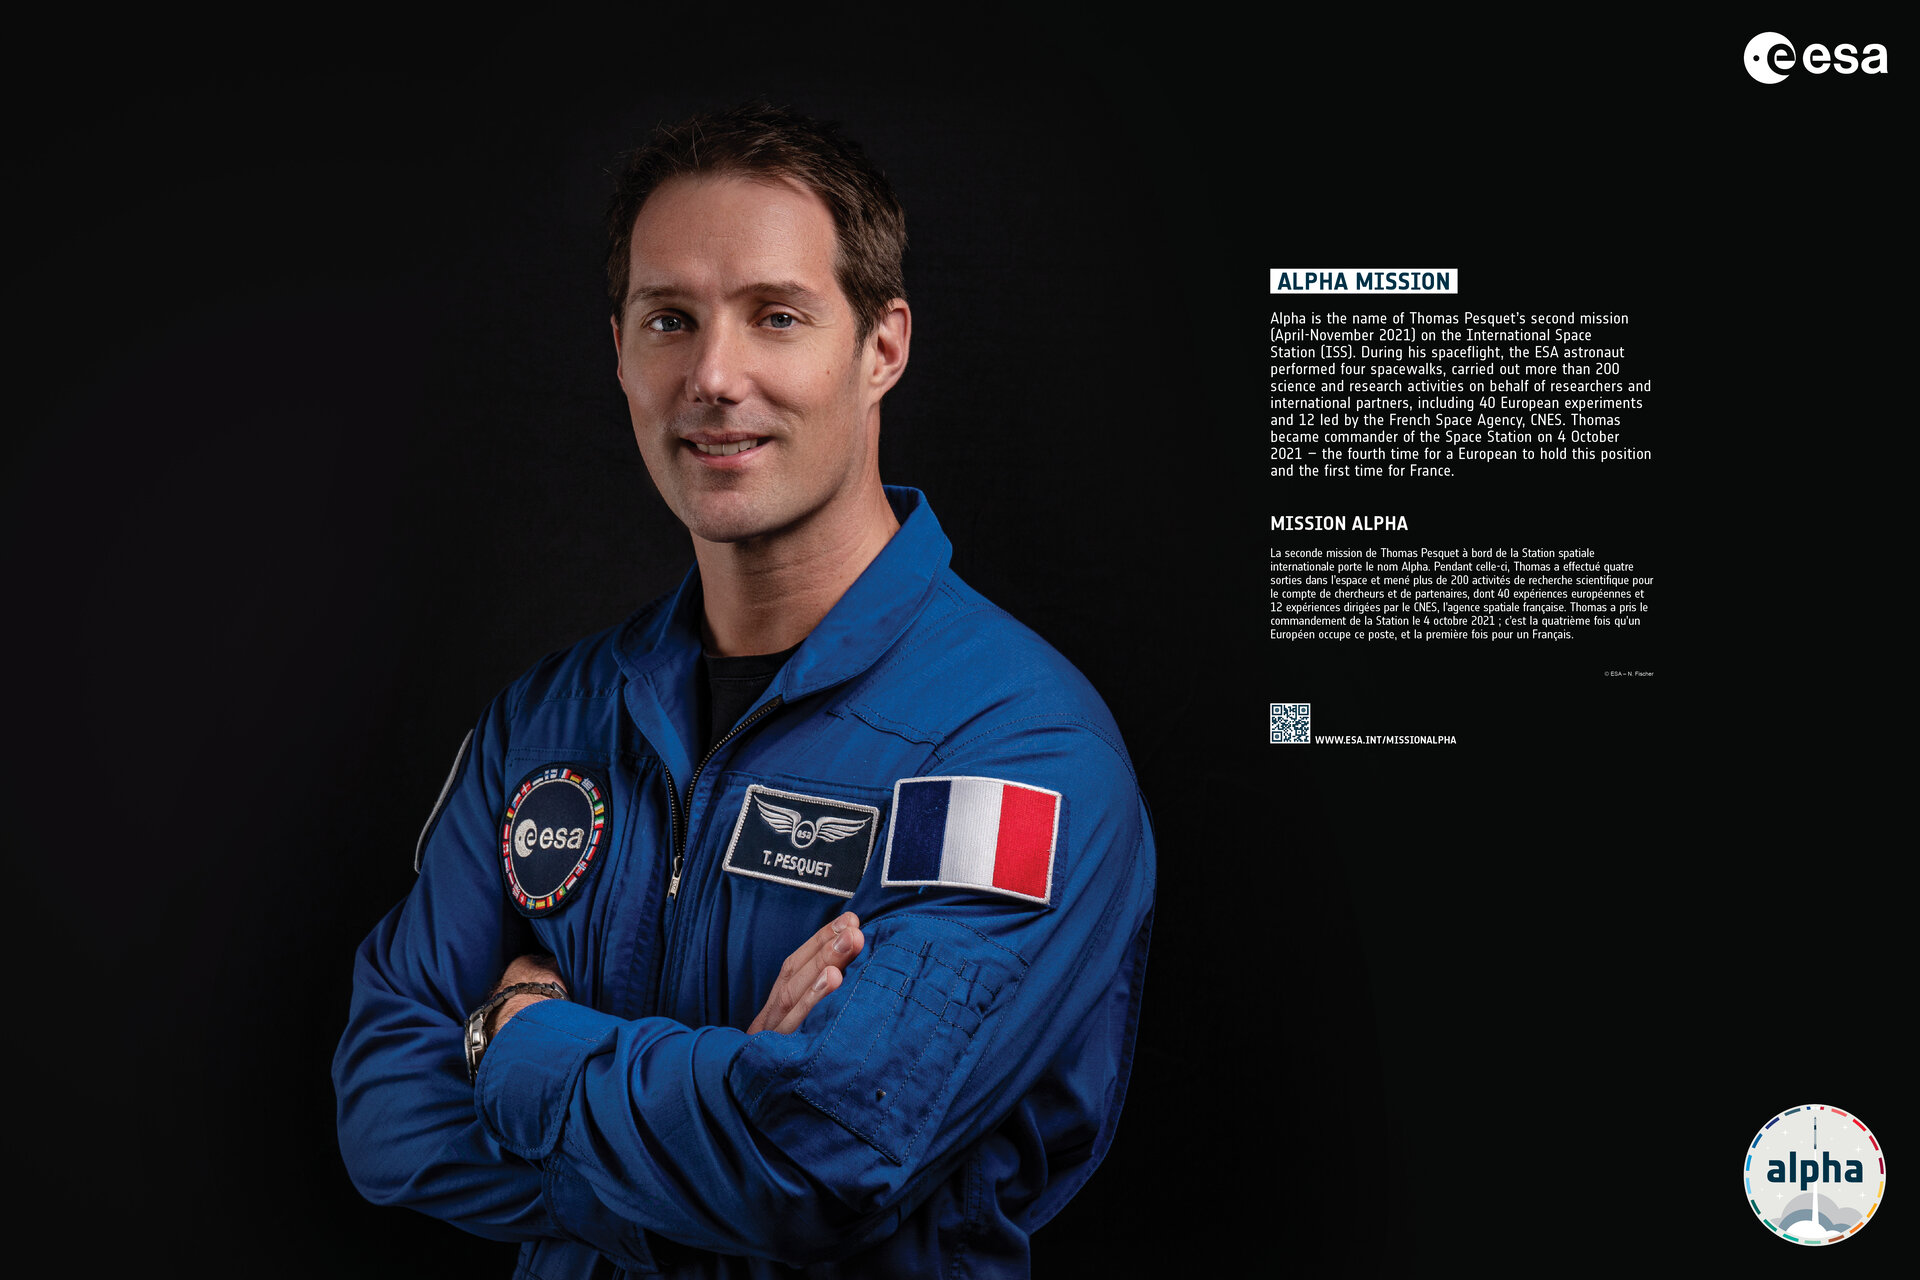 esa
ALPHA MISSION
Alpha is the name of Thomas Pesquet's second mission
(April-November 2021) on the International Space
Station (ISS). During his spaceflight, the ESA astronaut
performed four spacewalks, carried out more than 200
science and research activities on behalf of researchers and
international partners, including 40 European experiments
and 12 led by the French Space Agency, CNES. Thomas
became commander of the Space Station on 4 October
2021 – the fourth time for a European to hold this position
and the first time for France.
MISSION ALPHA
La seconde mission de Thomas Pesquet à bord de la Station spatiale
internationale porte le nom Alpha. Pendant celle-ci, Thomas a effectué quatre
sorties dans l'espace et mené plus de 200 activités de recherche scientifique pour
le compte de chercheurs et de partenaires, dont 40 expériences européennes et
12 expériences dirigées par le CNES, l'agence spatiale française. Thomas a pris le
commandement de la Station le 4 octobre 2021 ; c'est la quatrième fois qu'un
Européen occupe ce poste, et la première fois pour un Français.
© ESA – N. Fischer
WWW.ESA.INT/MISSIONALPHA
esa
esa
T. PESQUET
alpha